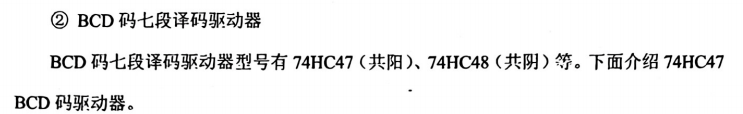 ② BCD 码七段译码驱动器
BCD 码七段译码驱动器型号有 74HC47（共阳）、74HC48（共阴）等。下面介绍 74HC47
BCD 码驱动器。